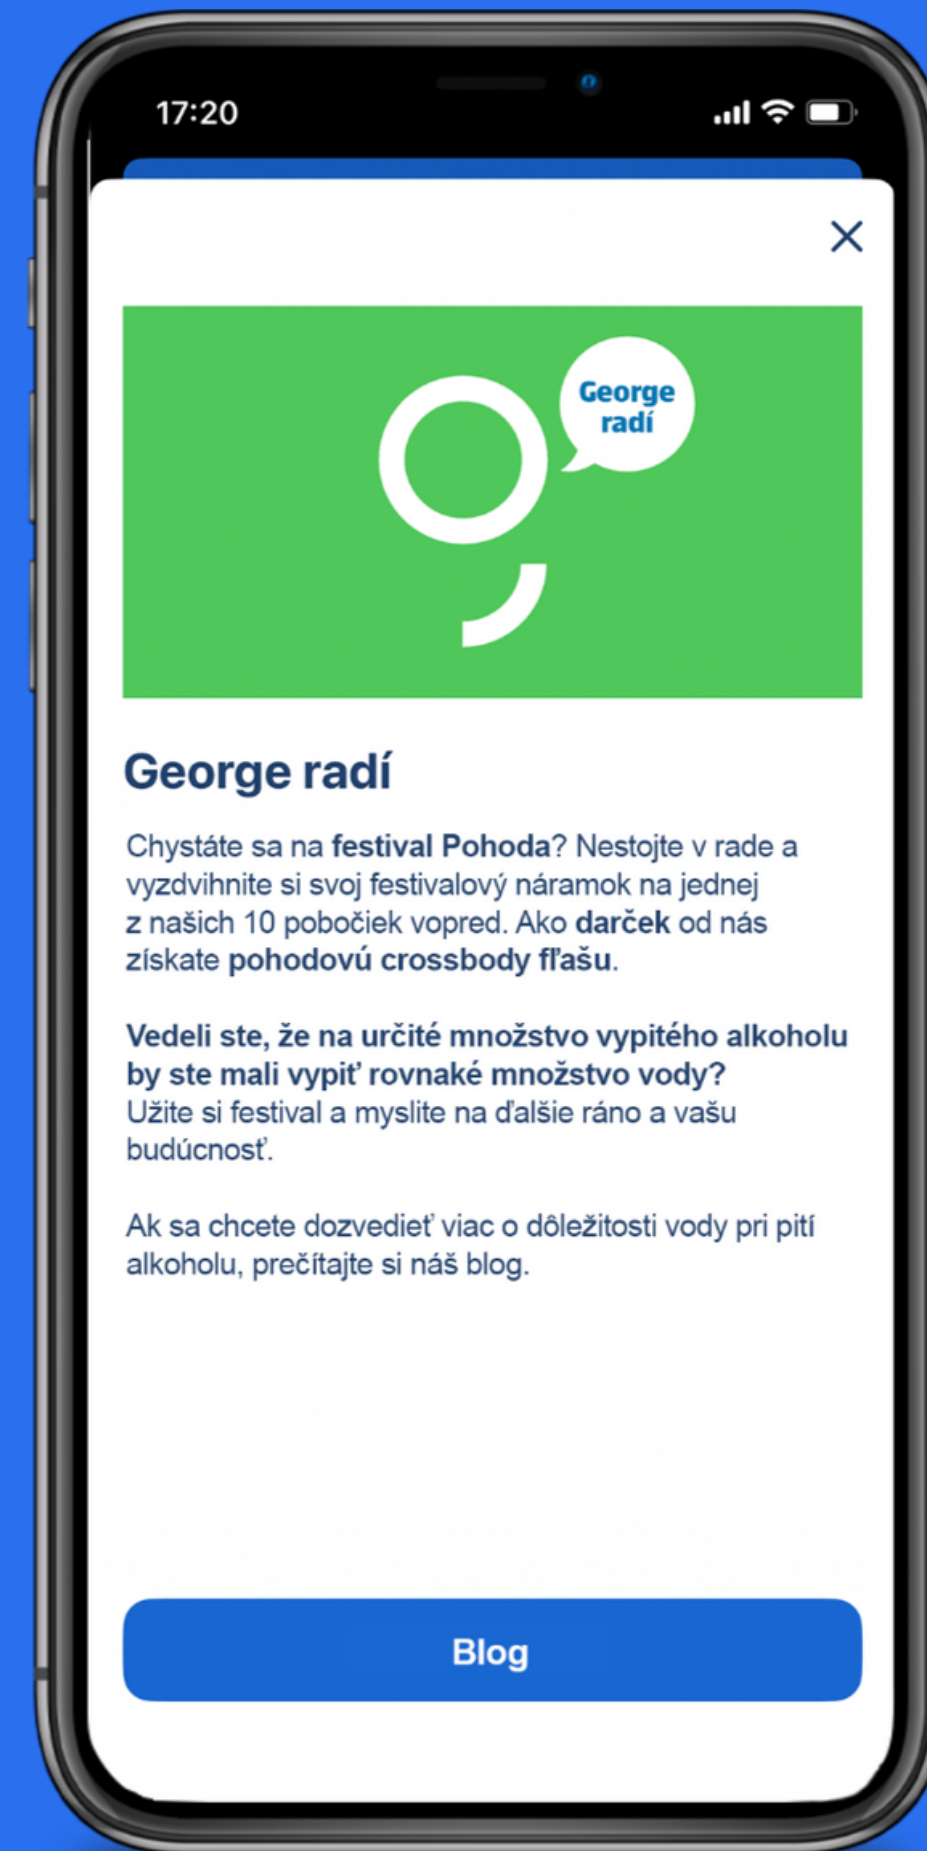 17:20
George
radí
George radí
Chystáte sa na festival Pohoda? Nestojte v rade a
vyzdvihnite si svoj festivalový náramok na jednej
z našich 10 pobočiek vopred. Ako darček od nás
získate pohodovú crossbody fľašu.
Vedeli ste, že na určité množstvo vypitého alkoholu
by ste mali vypiť rovnaké množstvo vody?
Užite si festival a myslite na ďalšie ráno a vašu
budúcnosť.
Ak sa chcete dozvedieť viac o dôležitosti vody pri pití
alkoholu, prečítajte si náš blog.
Blog